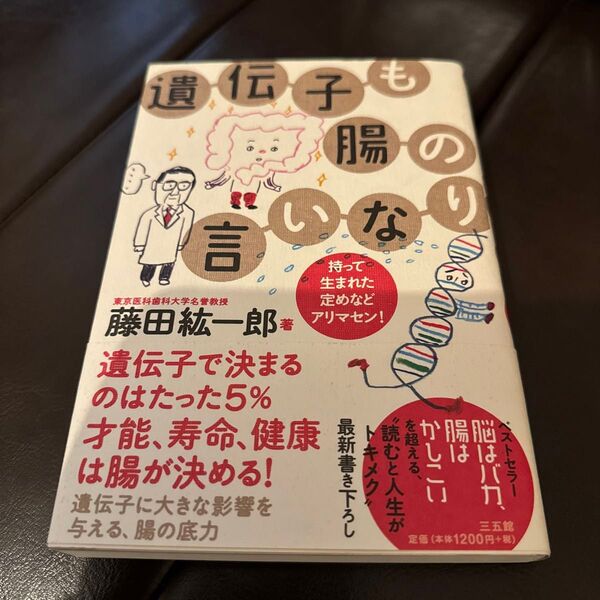 遺伝子も
腸の
言いなり
……
持って
生まれた
定めなど
アリマセン!
東京医科歯科大学名誉教授
藤田紘一郎 著
遺伝子で決まる
のはたった5%
才能、寿命、健康
は腸が決める!
遺伝子に大きな影響を
与える、腸の底力
ベストセラー
脳はバカ、
腸は
かしこい
を超える、
“読むと人生が
トキメク”
最新書き下ろし
三五館
定価(本体1200円+税)